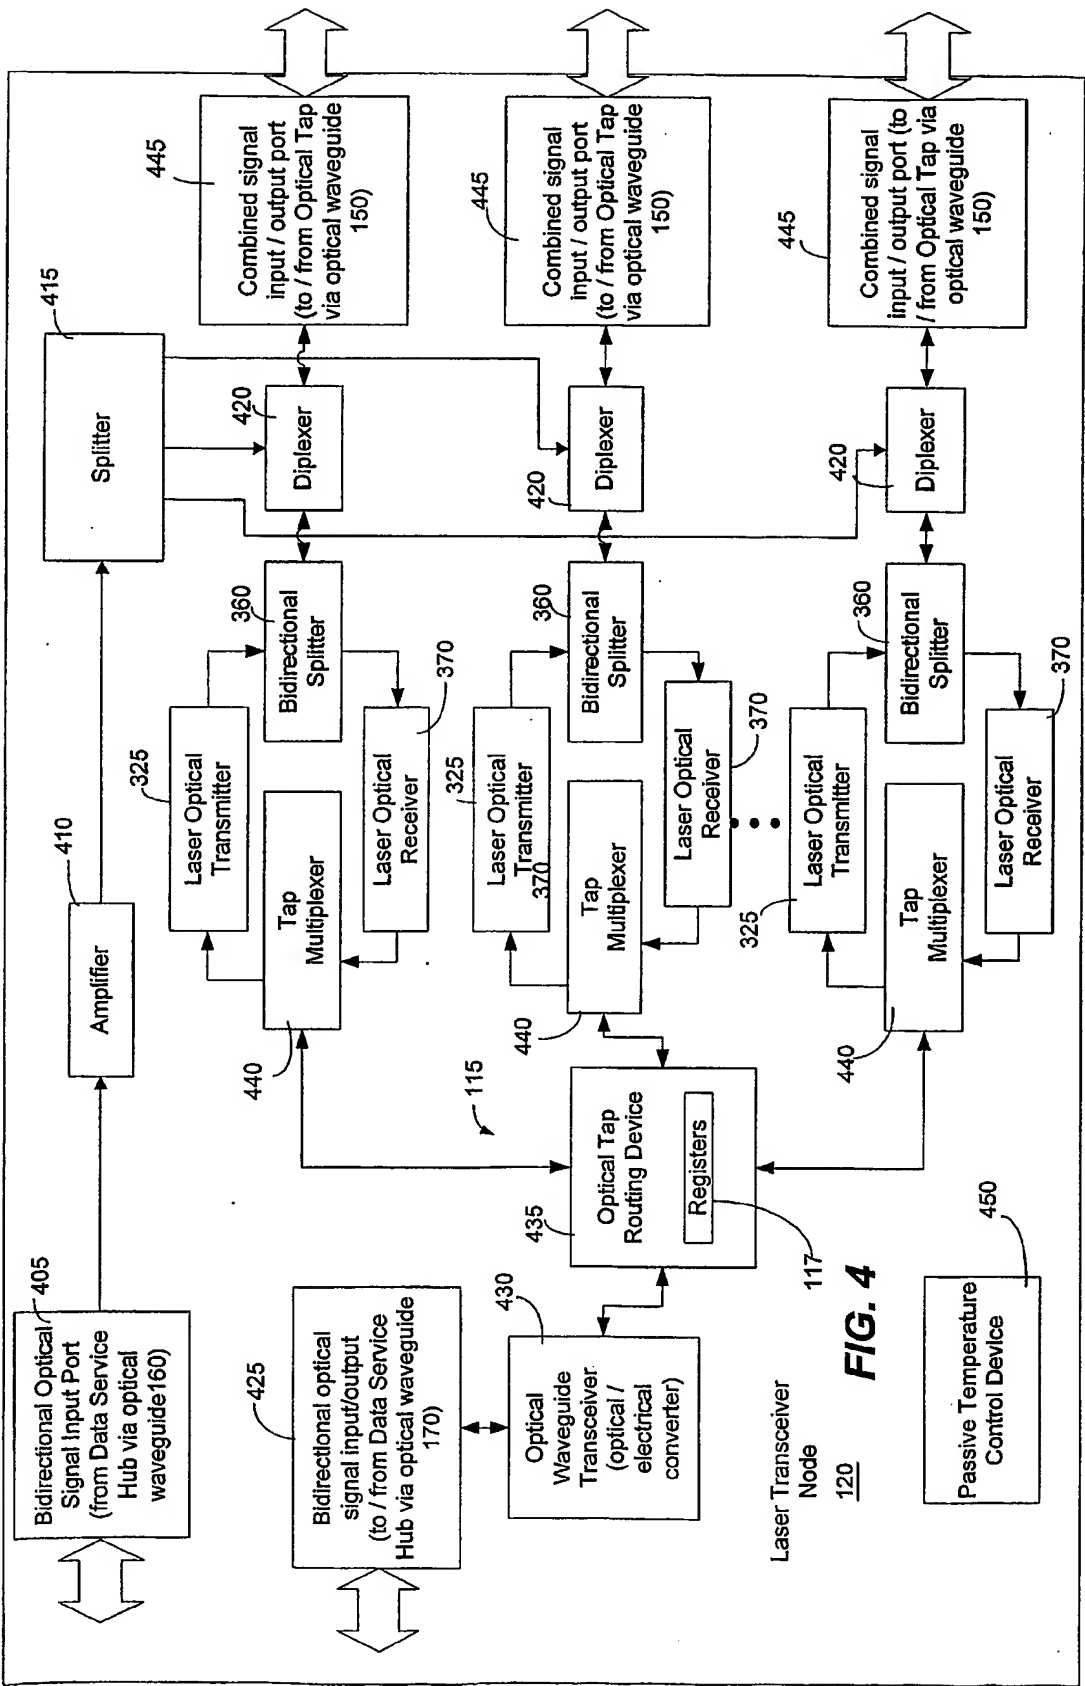 405
Bidirectional Optical
Signal Input Port
(from Data Service
Hub via optical
waveguide160)
410
Amplifier
415
Splitter
425
Bidirectional optical
signal input/output
(to / from Data Service
Hub via optical waveguide
170)
430
Optical
Waveguide
Transceiver
(optical /
electrical
converter)
115
435
Optical Tap
Routing Device
Registers
117
440
Tap
Multiplexer
325
Laser Optical
Transmitter
Laser Optical
Receiver
370
360
Bidirectional
Splitter
420
Diplexer
445
Combined signal
input / output port
(to / from Optical Tap
via optical waveguide
150)
440
Tap
Multiplexer
325
Laser Optical
Transmitter
370
Laser Optical
Receiver
370
360
Bidirectional
Splitter
420
Diplexer
445
Combined signal
input / output port
(to / from Optical Tap
via optical waveguide
150)
440
Tap
Multiplexer
325
Laser Optical
Transmitter
Laser Optical
Receiver
370
360
Bidirectional
Splitter
420
Diplexer
445
Combined signal
input / output port (to
/ from Optical Tap via
optical waveguide
150)
Laser Transceiver
Node
120
FIG. 4
450
Passive Temperature
Control Device